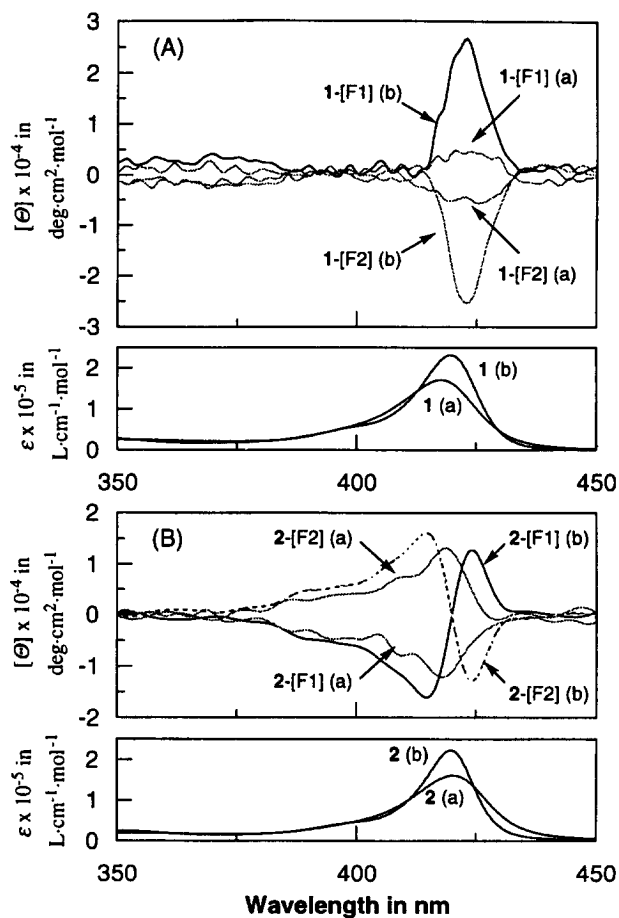 (A)
3
2
1
0
-1
-2
-3
[Θ] x 10⁻⁴ in
deg·cm²·mol⁻¹
1-[F1] (b)
1-[F1] (a)
1-[F2] (b)
1-[F2] (a)
2
1
0
ε x 10⁻⁵ in
L·cm⁻¹·mol⁻¹
1 (b)
1 (a)
350
400
450
(B)
2
1
0
-1
-2
[Θ] x 10⁻⁴ in
deg·cm²·mol⁻¹
2-[F2] (a)
2-[F1] (b)
2-[F1] (a)
2-[F2] (b)
2
1
0
ε x 10⁻⁵ in
L·cm⁻¹·mol⁻¹
2 (b)
2 (a)
350
400
450
Wavelength in nm